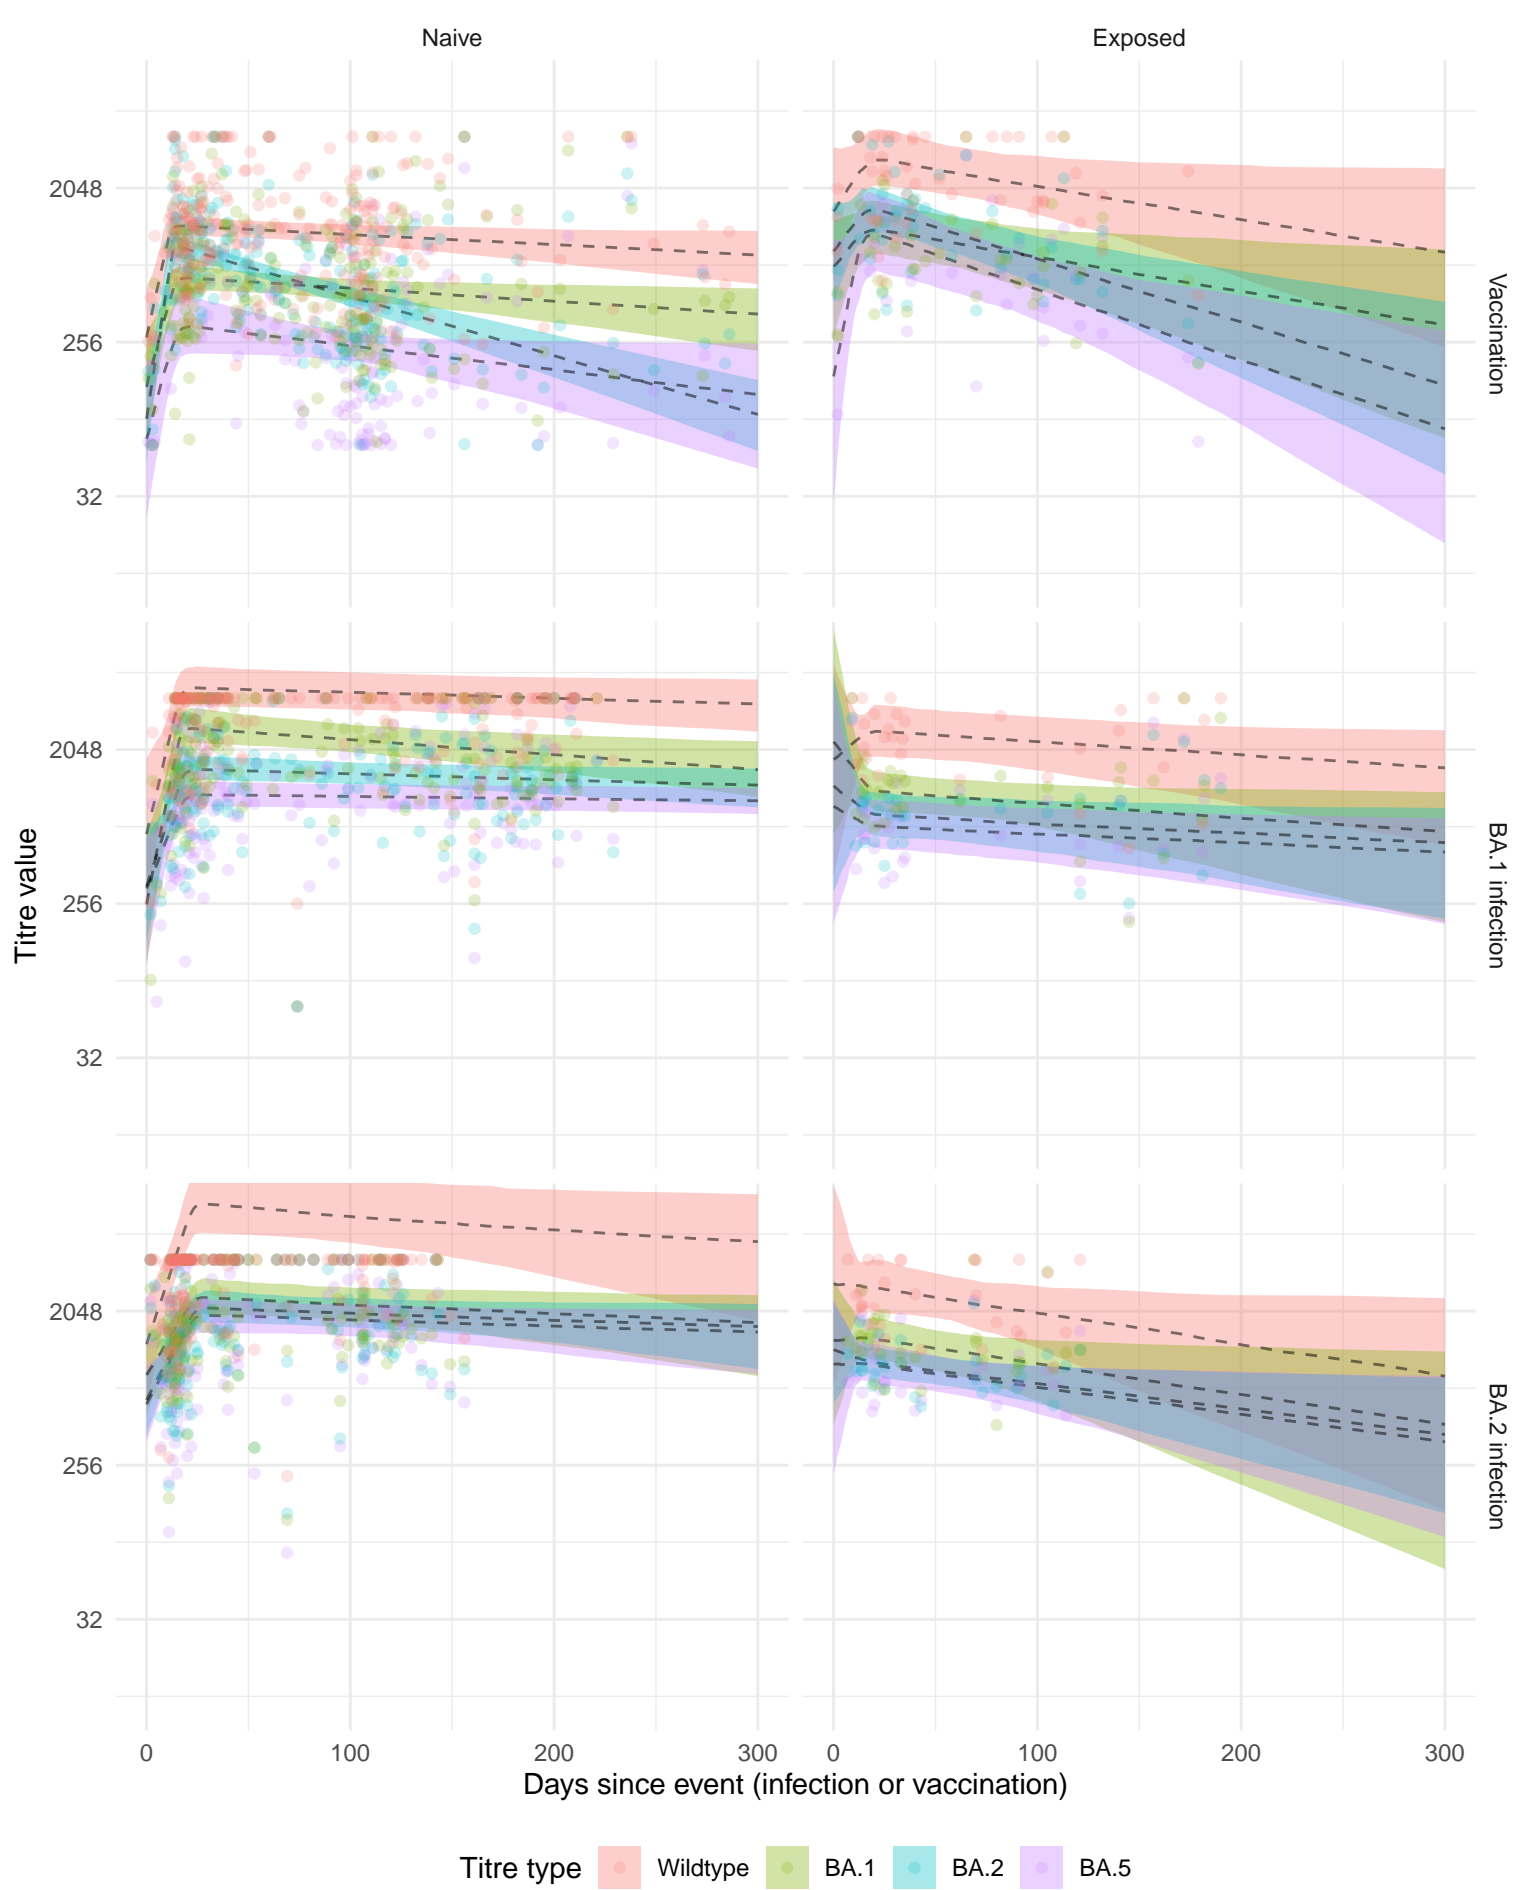 Naive
Exposed
2048
256
32
Vaccination
2048
256
32
BA.1 infection
2048
256
32
BA.2 infection
Titre value
0 100 200 300 0 100 200 300
Days since event (infection or vaccination)
Titre type Wildtype BA.1 BA.2 BA.5